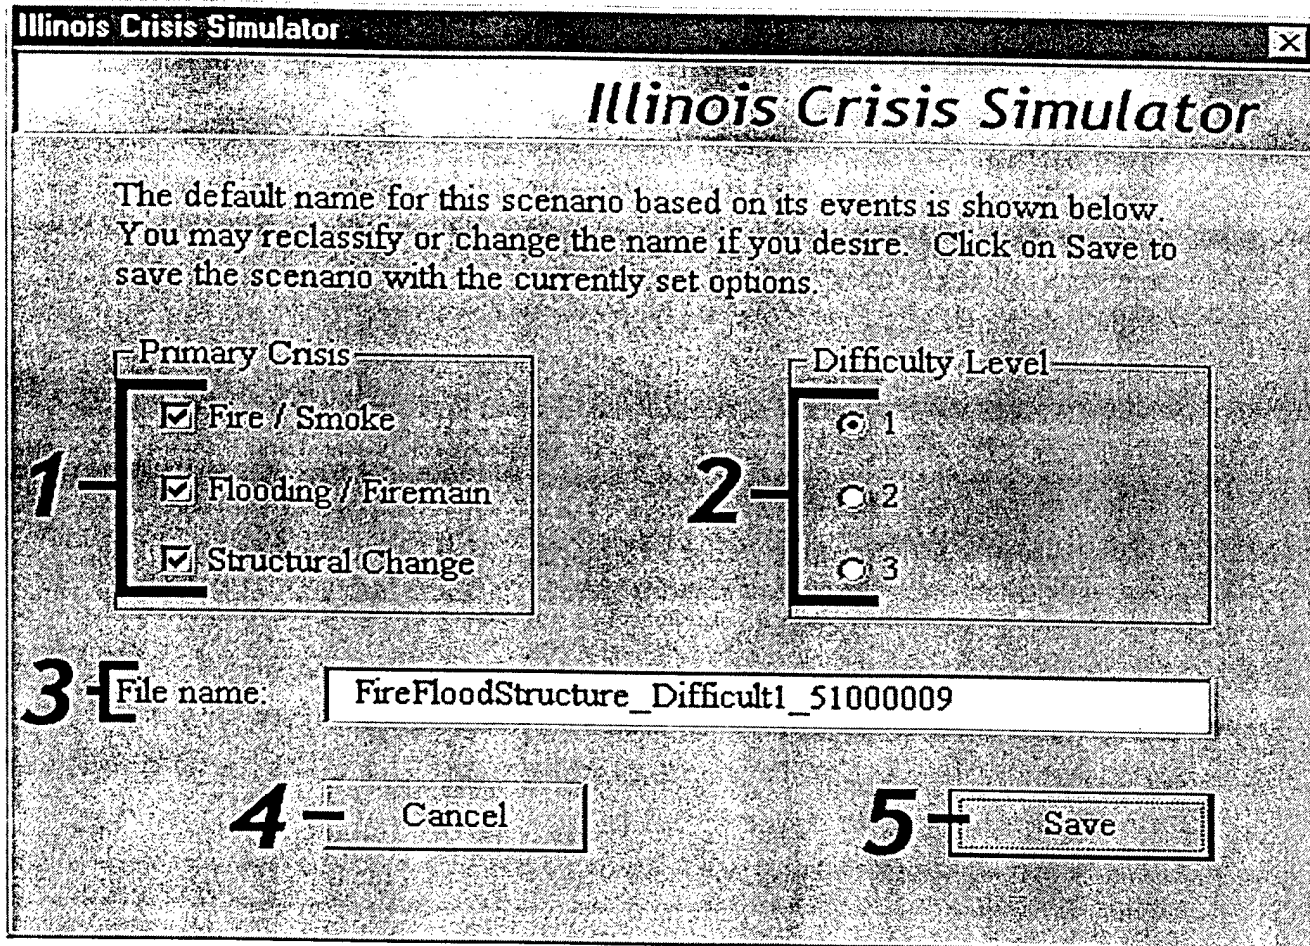 Illinois Crisis Simulator
Illinois Crisis Simulator
The default name for this scenario based on its events is shown below.
You may reclassify or change the name if you desire. Click on Save to
save the scenario with the currently set options.
Primary Crisis
1
Fire / Smoke
Flooding / Firemain
Structural Change
Difficulty Level
2
1
2
3
3
File name: FireFloodStructure_Difficult1_51000009
4
Cancel
5
Save